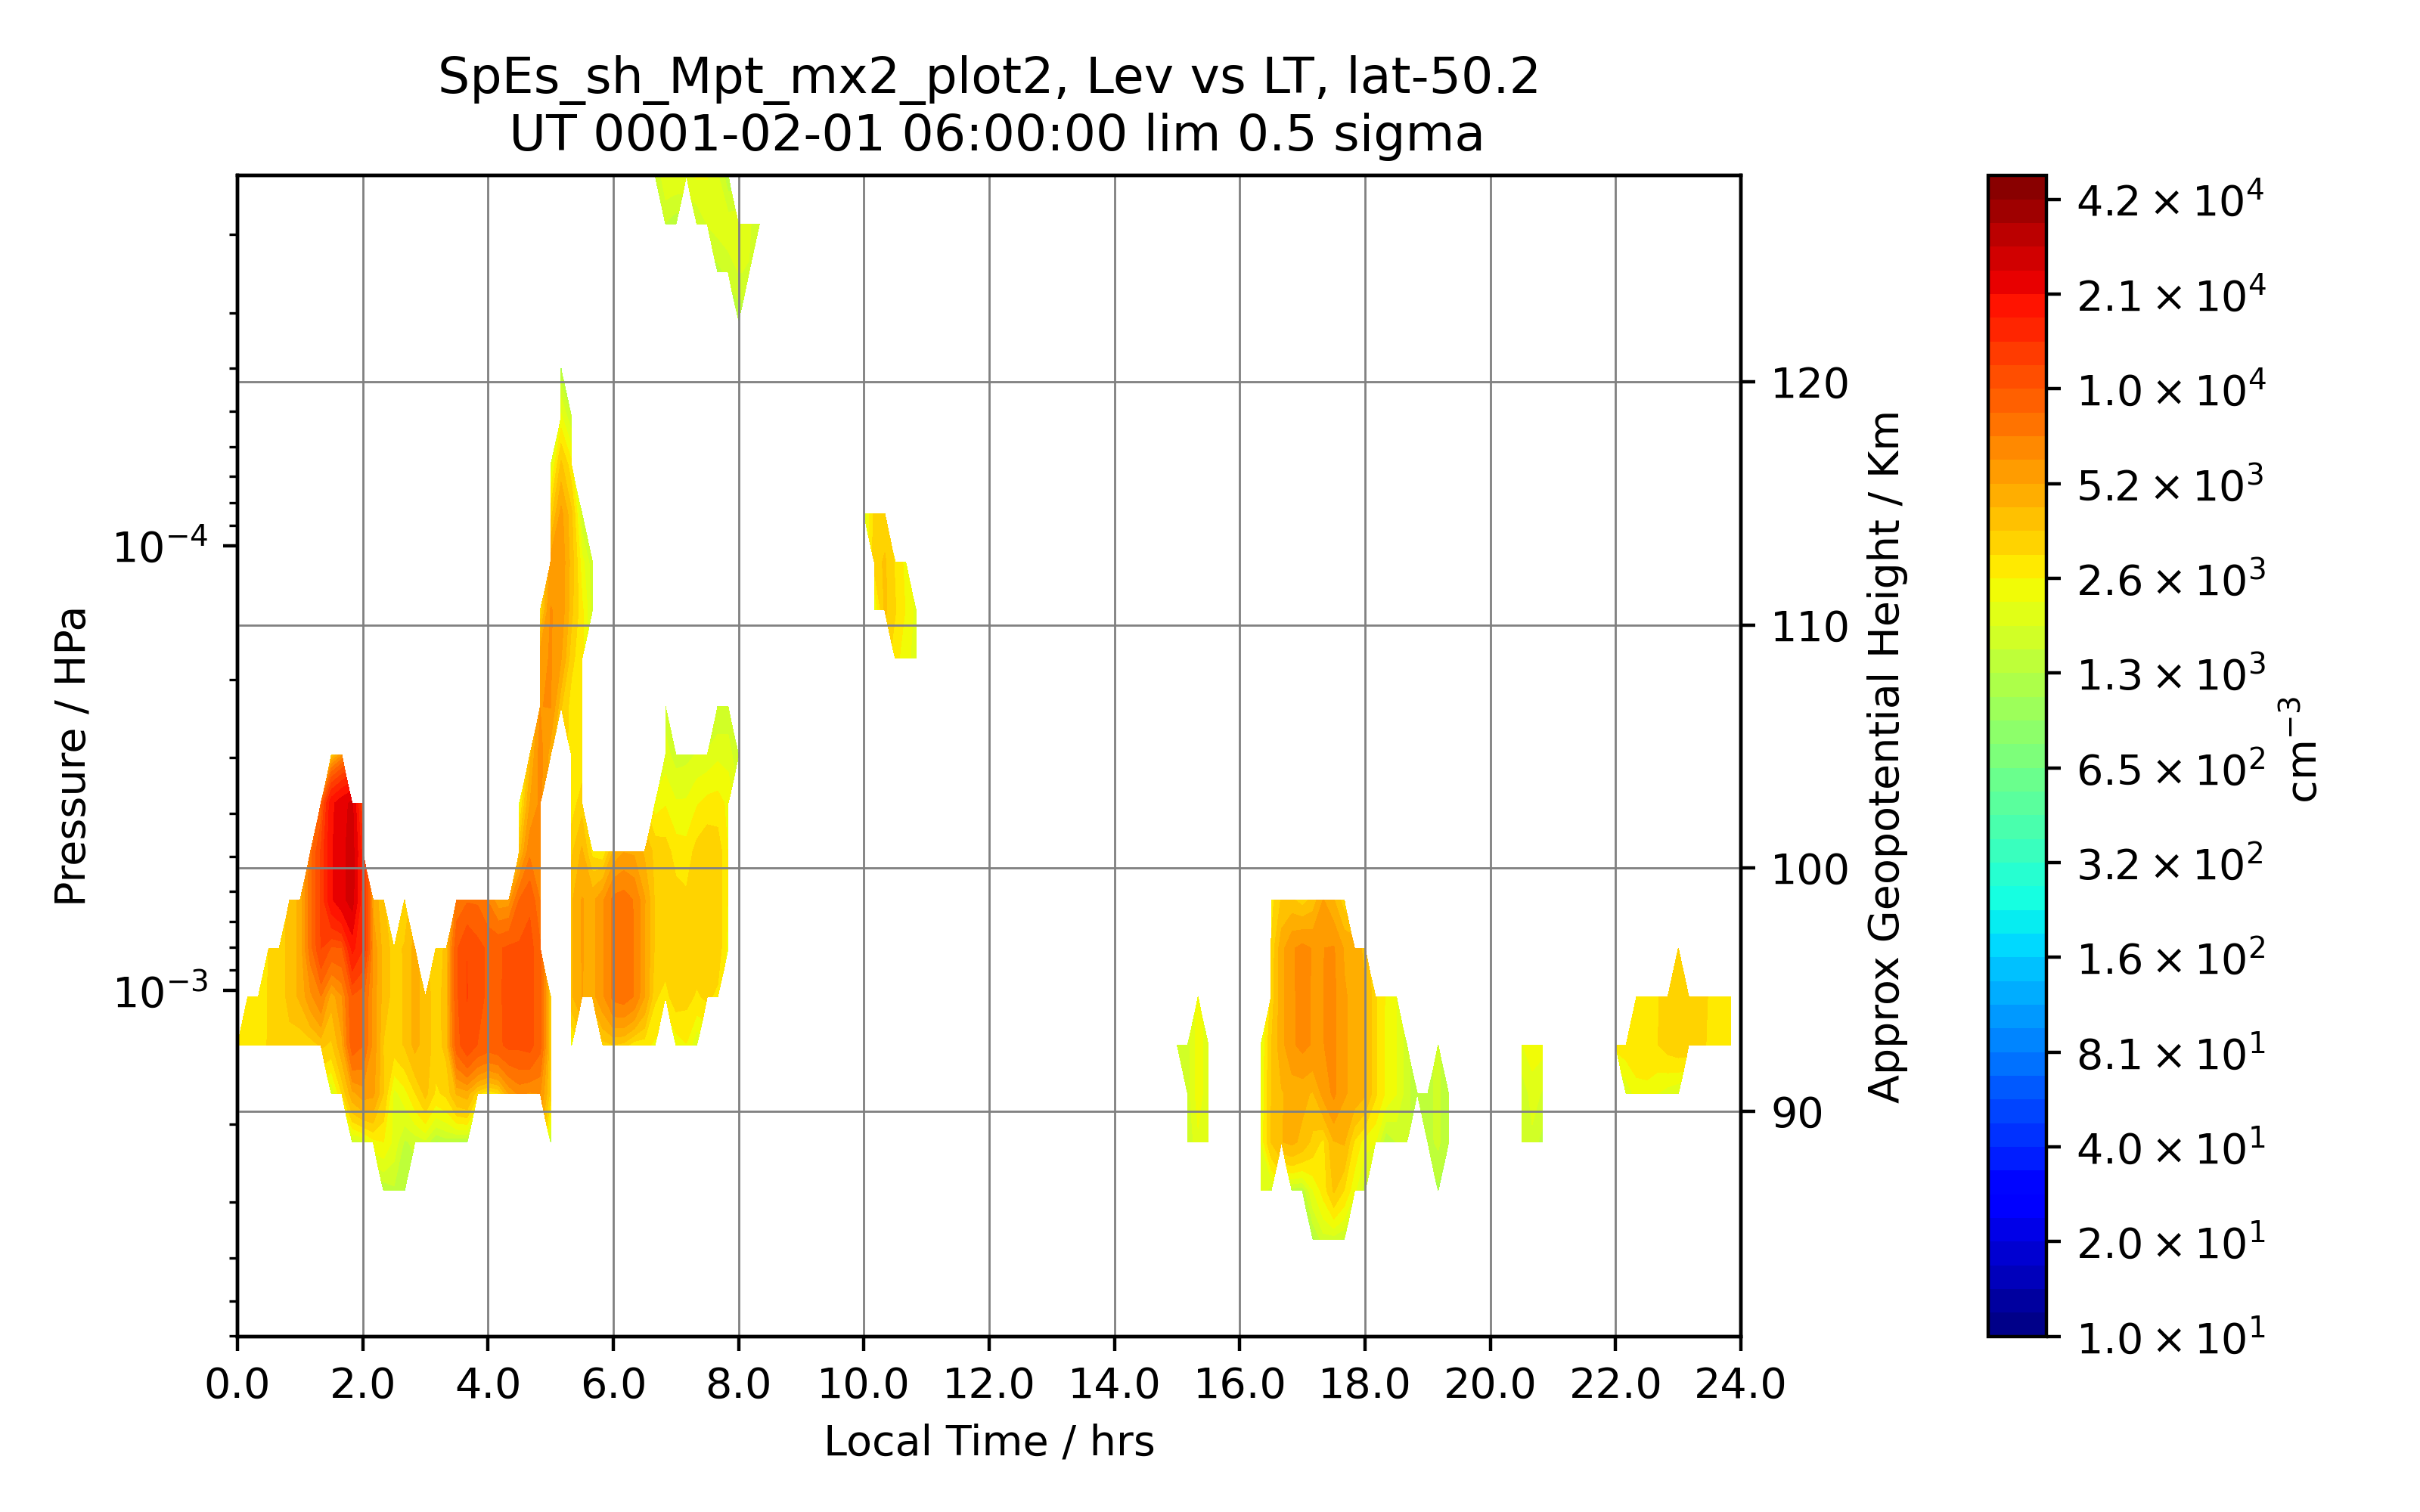 SpEs_sh_Mpt_mx2_plot2, Lev vs LT, lat-50.2
UT 0001-02-01 06:00:00 lim 0.5 sigma
Pressure / HPa
10⁻⁴
10⁻³
0.0 2.0 4.0 6.0 8.0 10.0 12.0 14.0 16.0 18.0 20.0 22.0 24.0
Local Time / hrs
120
110
100
90
Approx Geopotential Height / Km
4.2 × 10⁴
2.1 × 10⁴
1.0 × 10⁴
5.2 × 10³
2.6 × 10³
1.3 × 10³
6.5 × 10²
3.2 × 10²
1.6 × 10²
8.1 × 10¹
4.0 × 10¹
2.0 × 10¹
1.0 × 10¹
cm⁻³